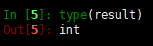 In [5]: type(result)
Out[5]: int